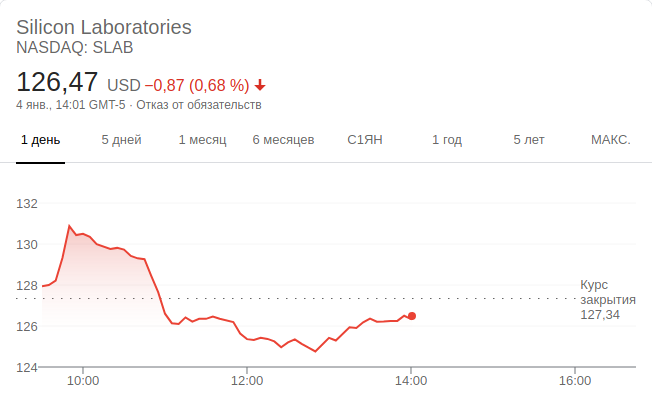 Silicon Laboratories
NASDAQ: SLAB
126,47 USD −0,87 (0,68 %)
4 янв., 14:01 GMT-5 · Отказ от обязательств
1 день 5 дней 1 месяц 6 месяцев С1ЯН 1 год 5 лет МАКС.
132
130
128
126
124
Курс
закрытия
127,34
10:00 12:00 14:00 16:00